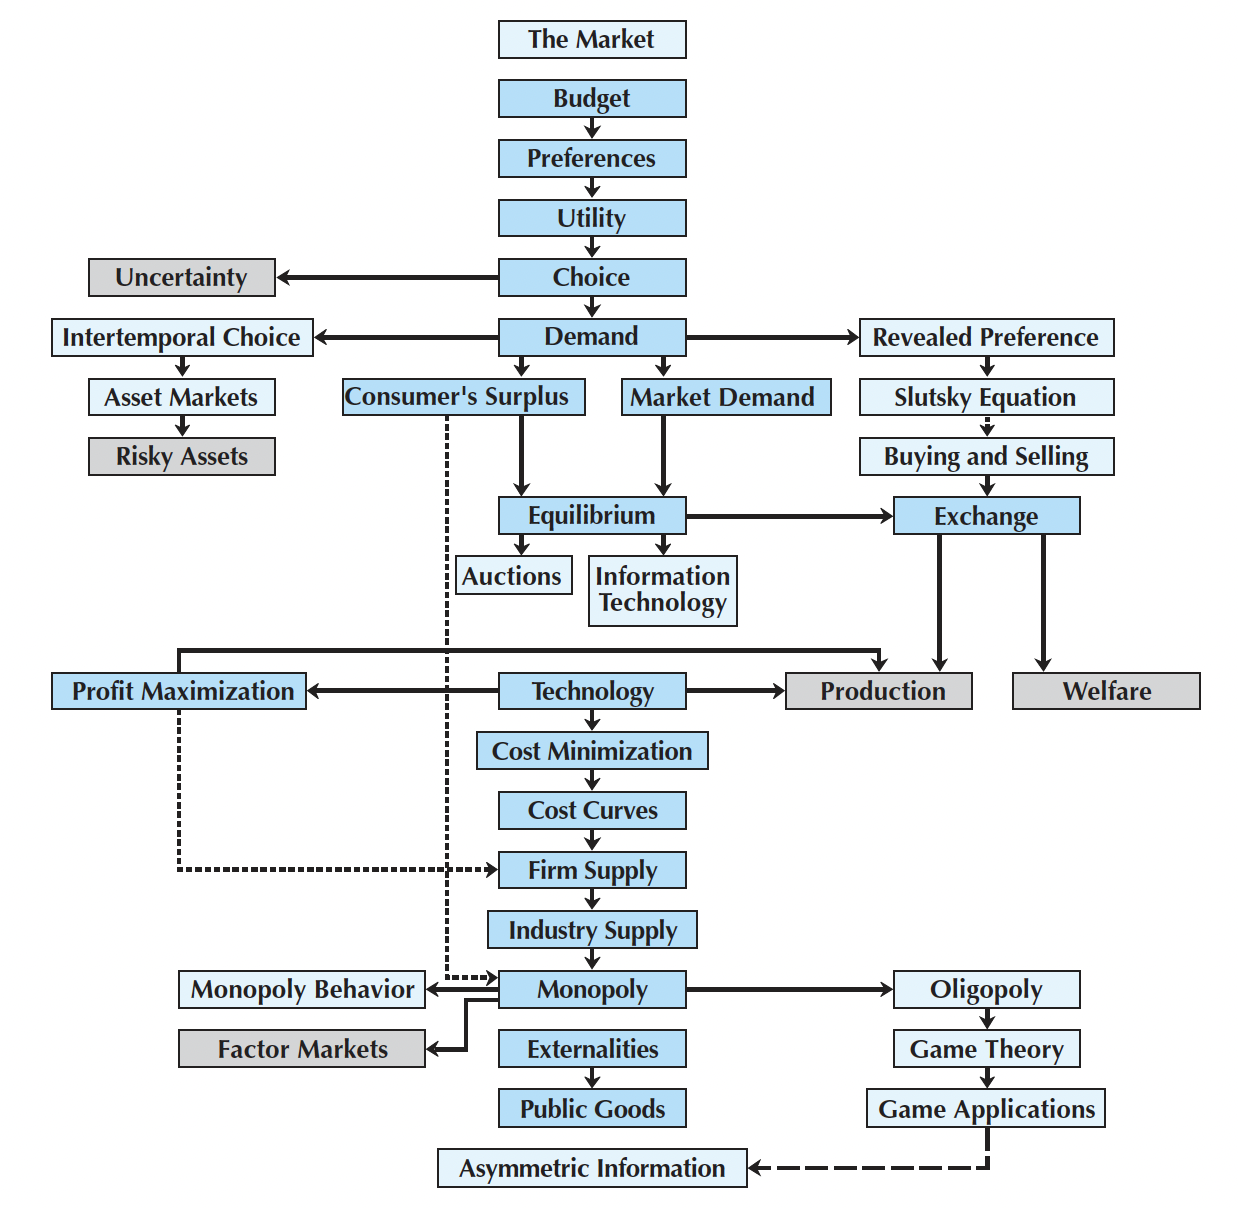 The Market
Budget
Preferences
Utility
Uncertainty
Choice
Intertemporal Choice
Demand
Revealed Preference
Asset Markets
Consumer's Surplus
Market Demand
Slutsky Equation
Risky Assets
Buying and Selling
Equilibrium
Exchange
Auctions
Information
Technology
Profit Maximization
Technology
Production
Welfare
Cost Minimization
Cost Curves
Firm Supply
Industry Supply
Monopoly Behavior
Monopoly
Oligopoly
Factor Markets
Externalities
Game Theory
Public Goods
Game Applications
Asymmetric Information